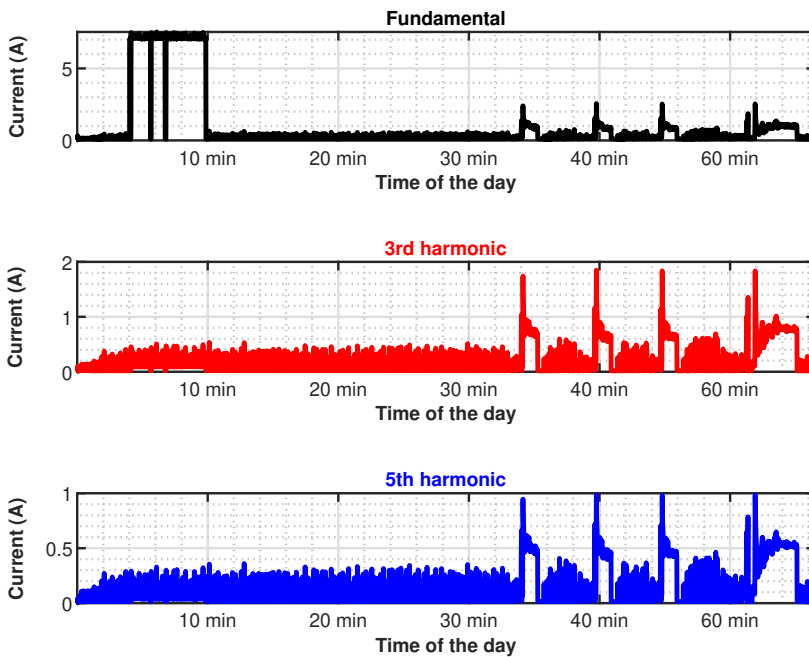 Fundamental
Current (A)
5
0
10 min 20 min 30 min 40 min 60 min
Time of the day
3rd harmonic
Current (A)
2
1
0
10 min 20 min 30 min 40 min 60 min
Time of the day
5th harmonic
Current (A)
1
0.5
0
10 min 20 min 30 min 40 min 60 min
Time of the day